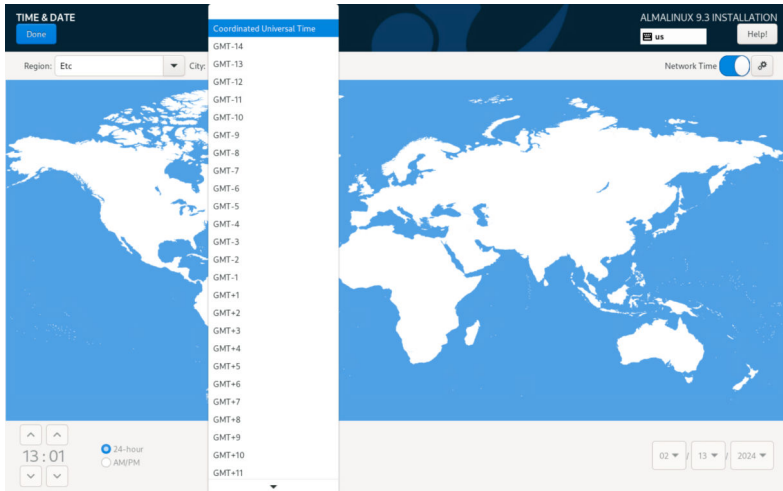 TIME & DATE
Done
ALMALINUX 9.3 INSTALLATION
us
Help!
Region:
Etc
City:
Network Time
Coordinated Universal Time
GMT-14
GMT-13
GMT-12
GMT-11
GMT-10
GMT-9
GMT-8
GMT-7
GMT-6
GMT-5
GMT-4
GMT-3
GMT-2
GMT-1
GMT+1
GMT+2
GMT+3
GMT+4
GMT+5
GMT+6
GMT+7
GMT+8
GMT+9
GMT+10
GMT+11
13:01
24-hour
AM/PM
02 / 13 / 2024